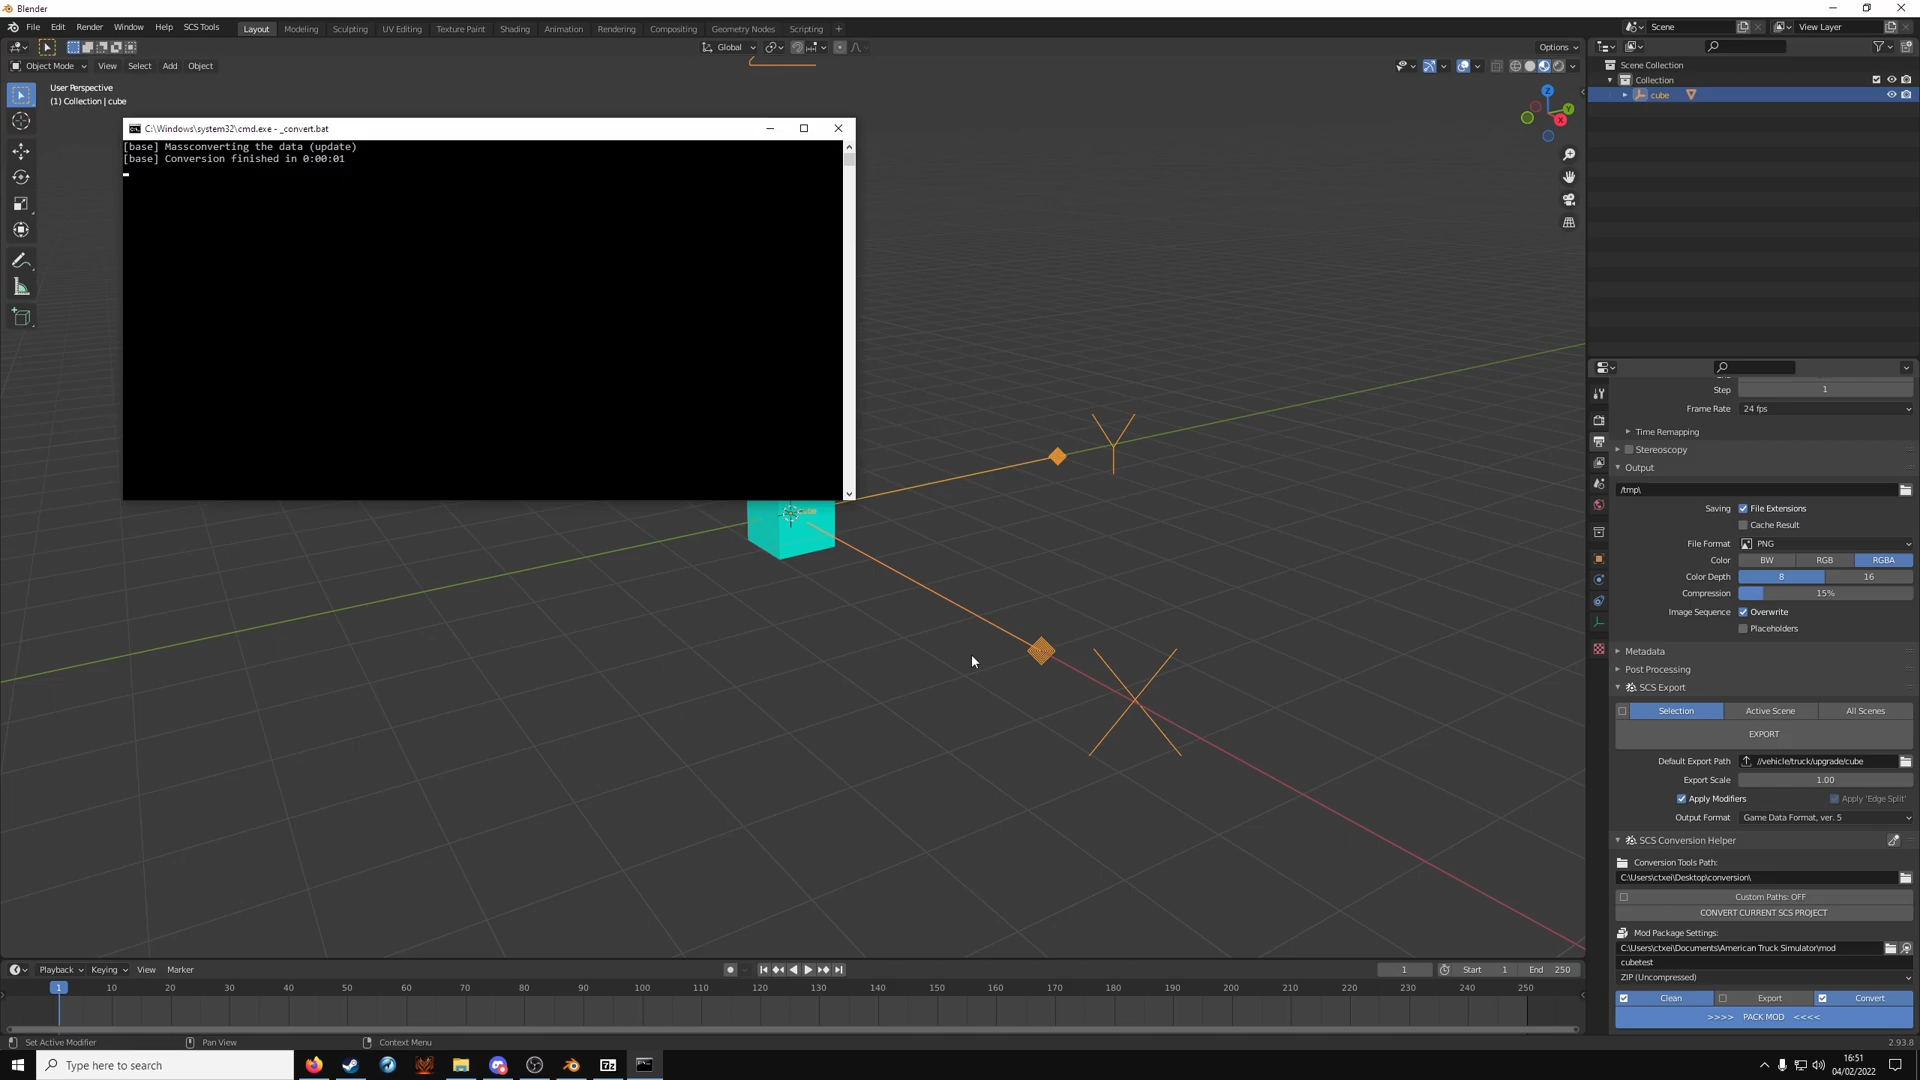 Blender
File Edit Render Window Help SCS Tools
Layout Modeling Sculpting UV Editing Texture Paint Shading Animation Rendering Compositing Geometry Nodes Scripting +
Scene
View Layer
Global
Options
Object Mode View Select Add Object
User Perspective
(1) Collection | cube
C:\Windows\system32\cmd.exe - _convert.bat
[base] Massconverting the data (update)
[base] Conversion finished in 0:00:01
Z
Y
X
Scene Collection
Collection
cube
Step 1
Frame Rate 24 fps
Time Remapping
Stereoscopy
Output
/tmp\
Saving File Extensions
Cache Result
File Format PNG
Color BW RGB RGBA
Color Depth 8 16
Compression 15%
Image Sequence Overwrite
Placeholders
Metadata
Post Processing
SCS Export
Selection Active Scene All Scenes
EXPORT
Default Export Path //vehicle/truck/upgrade/cube
Export Scale 1.00
Apply Modifiers Apply 'Edge Split'
Output Format Game Data Format, ver. 5
SCS Conversion Helper
Conversion Tools Path:
C:\Users\ctxei\Desktop\conversion\
Custom Paths: OFF
CONVERT CURRENT SCS PROJECT
Mod Package Settings:
C:\Users\ctxei\Documents\American Truck Simulator\mod
cubetest
ZIP (Uncompressed)
Clean Export Convert
>>>> PACK MOD <<<<
Playback Keying View Marker
1 Start 1 End 250
1 10 20 30 40 50 60 70 80 90 100 110 120 130 140 150 160 170 180 190 200 210 220 230 240 250
Set Active Modifier Pan View Context Menu
2.93.8
Type here to search
16:51
04/02/2022